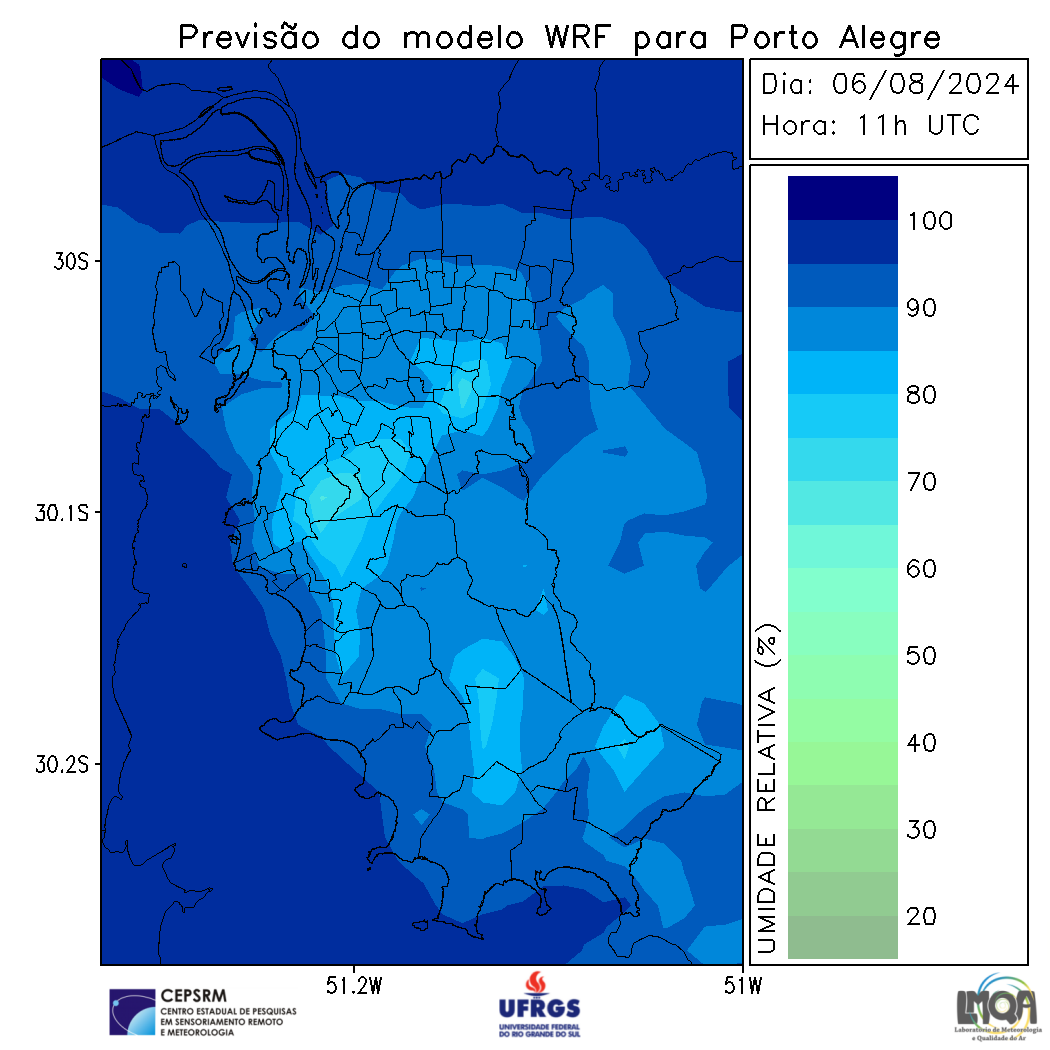 Previsão do modelo WRF para Porto Alegre
Dia: 06/08/2024
Hora: 11h UTC
30S
30.1S
30.2S
51.2W
51W
UMIDADE RELATIVA (%)
100
90
80
70
60
50
40
30
20
CEPSRM
CENTRO ESTADUAL DE PESQUISAS
EM SENSORIAMENTO REMOTO
E METEOROLOGIA
UFRGS
UNIVERSIDADE FEDERAL
DO RIO GRANDE DO SUL
LMQA
Laboratório de Meteorologia
e Qualidade do Ar